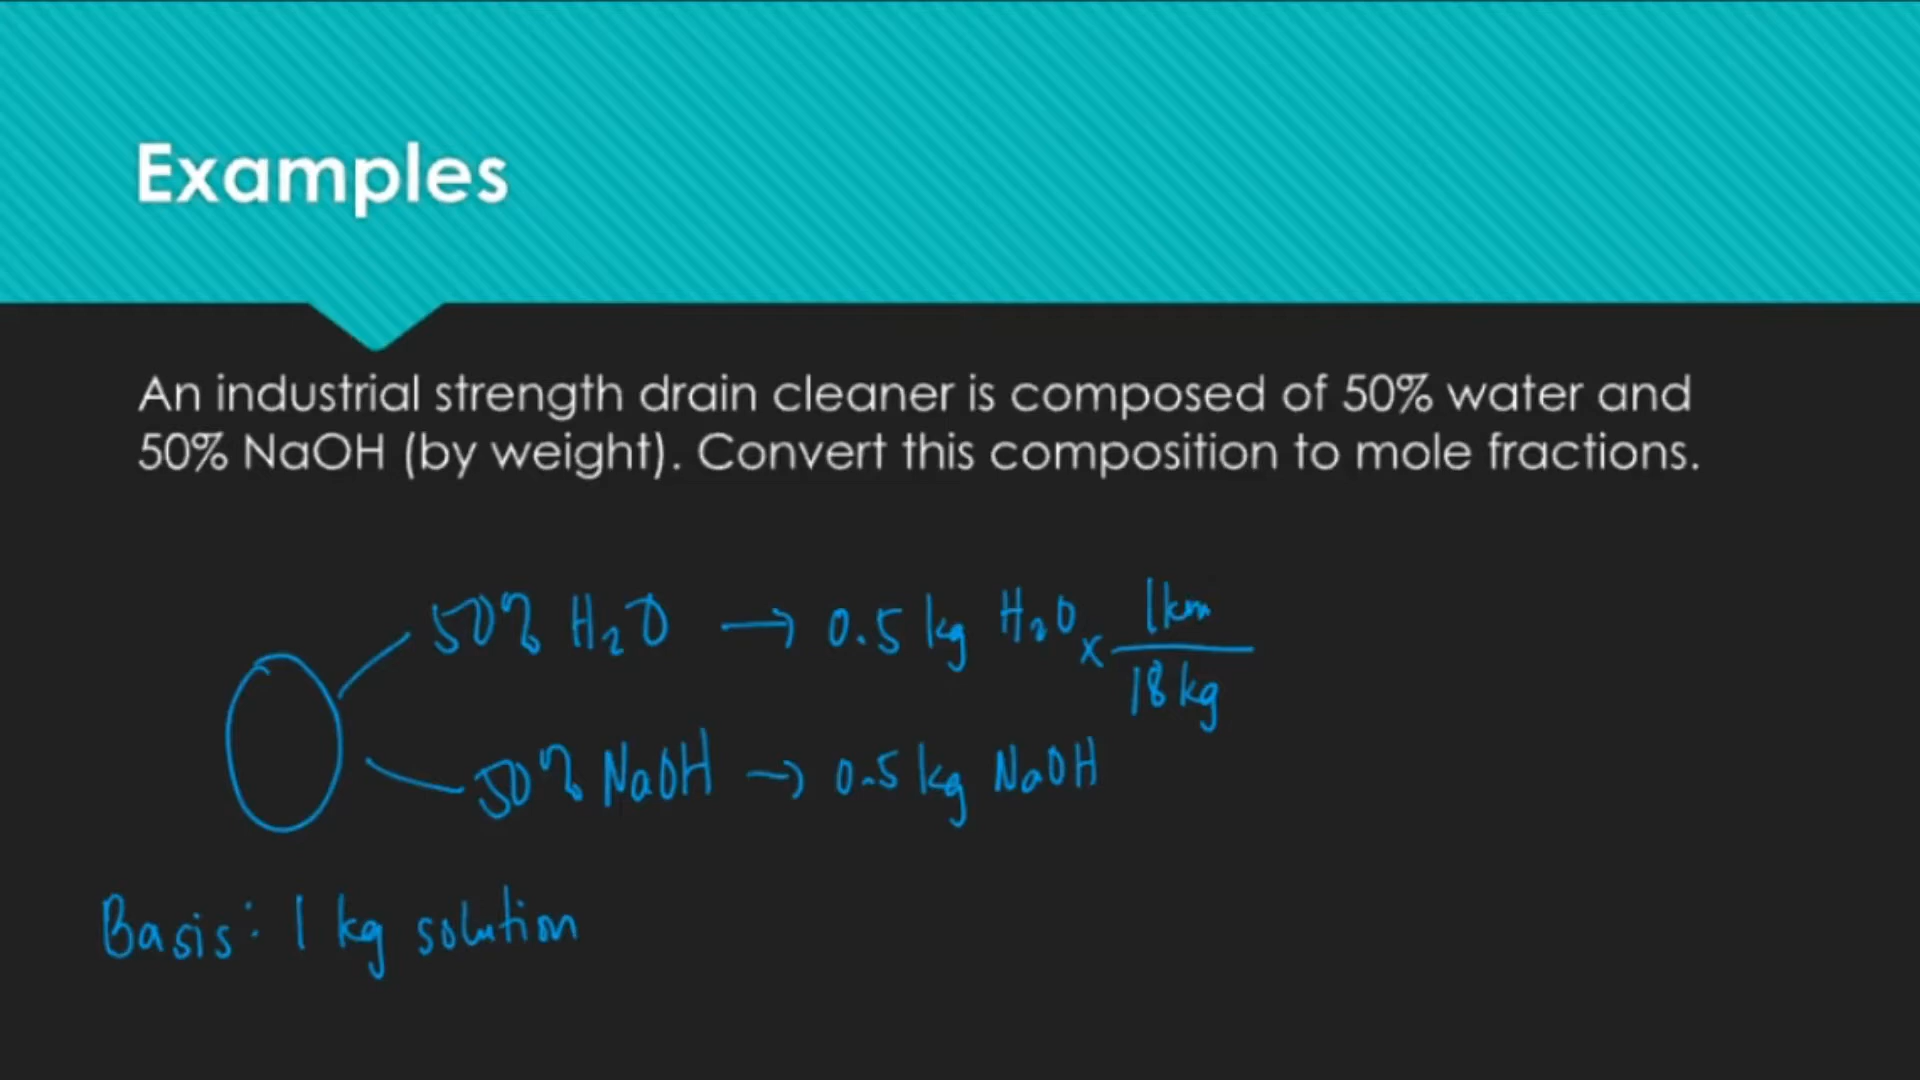 Examples
An industrial strength drain cleaner is composed of 50% water and
50% NaOH (by weight). Convert this composition to mole fractions.
50% H₂O → 0.5 kg H₂O x 1km
18 kg
50% NaOH → 0.5 kg NaOH
Basis: 1 kg solution